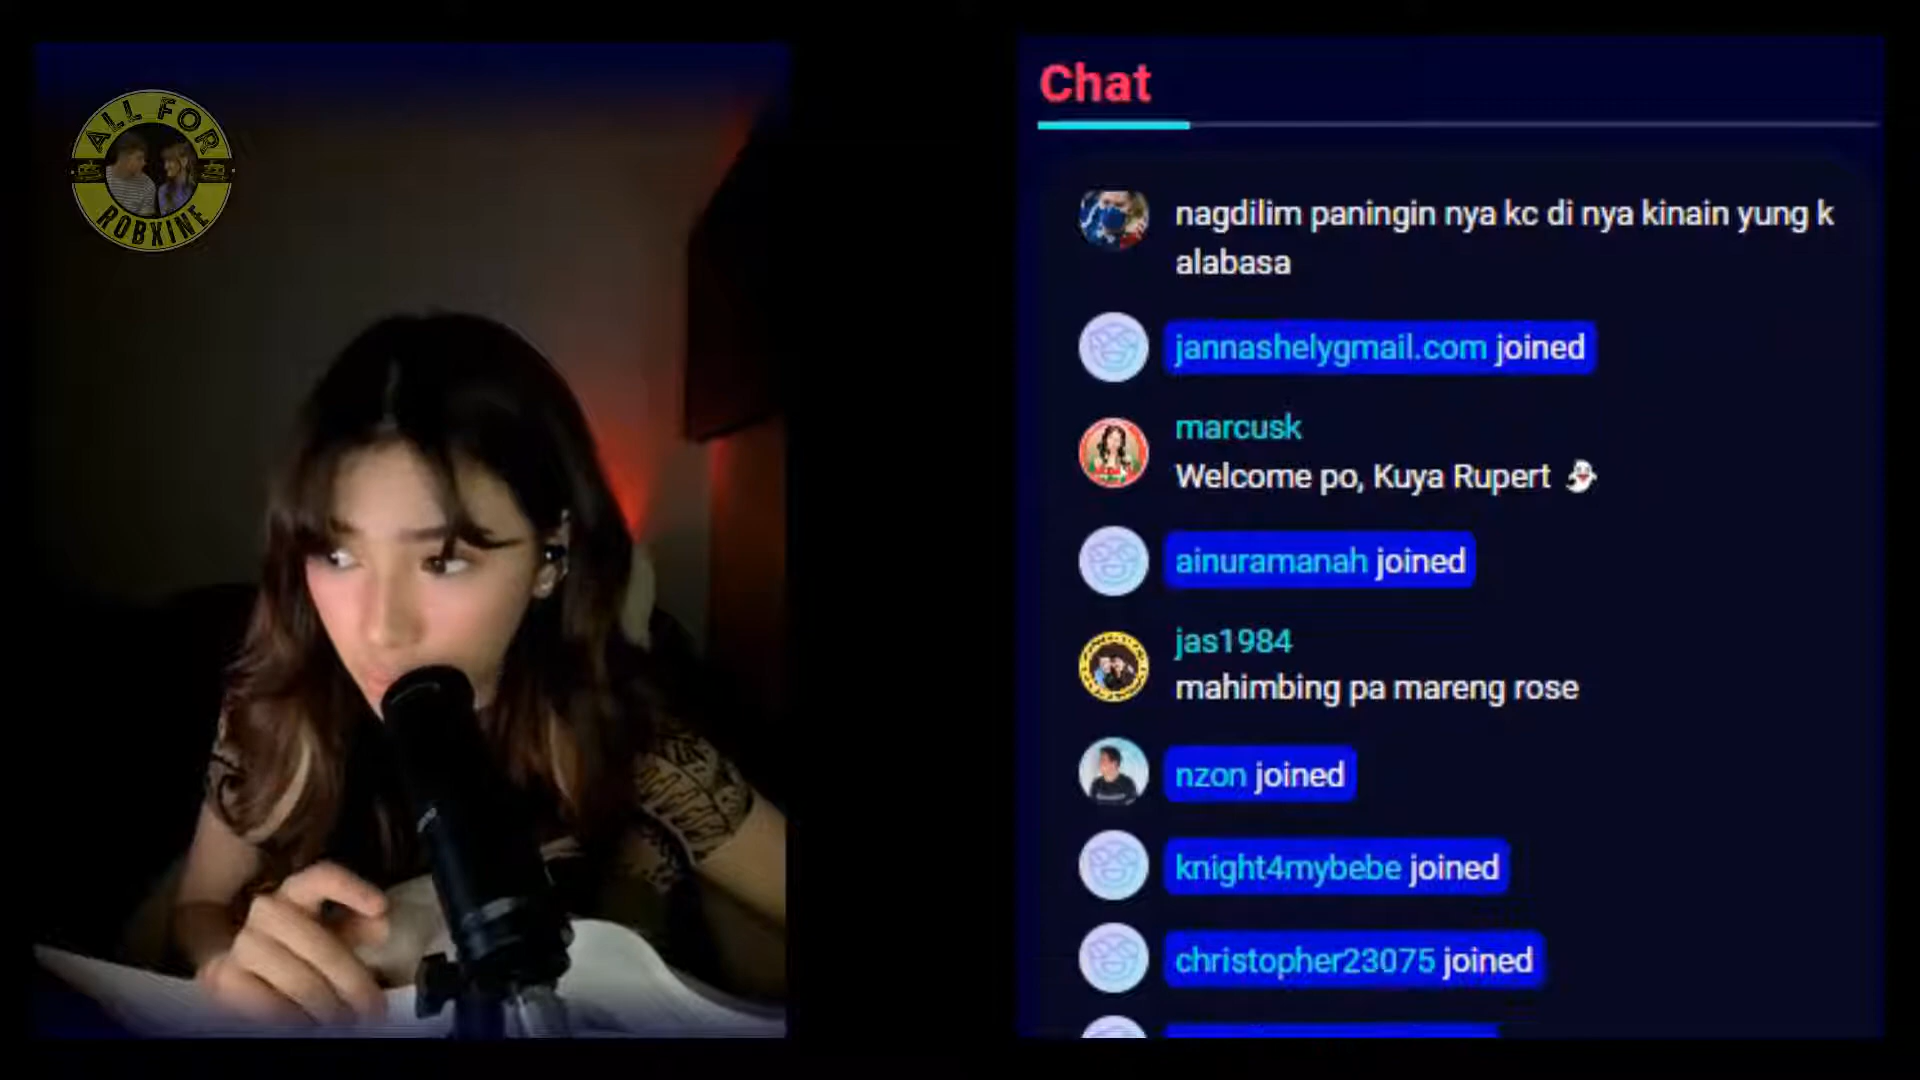 ALL FOR
ROBXINE
Chat
nagdilim paningin nya kc di nya kinain yung k
alabasa
jannashelygmail.com joined
marcusk
Welcome po, Kuya Rupert 👻
ainuramanah joined
jas1984
mahimbing pa mareng rose
nzon joined
knight4mybebe joined
christopher23075 joined